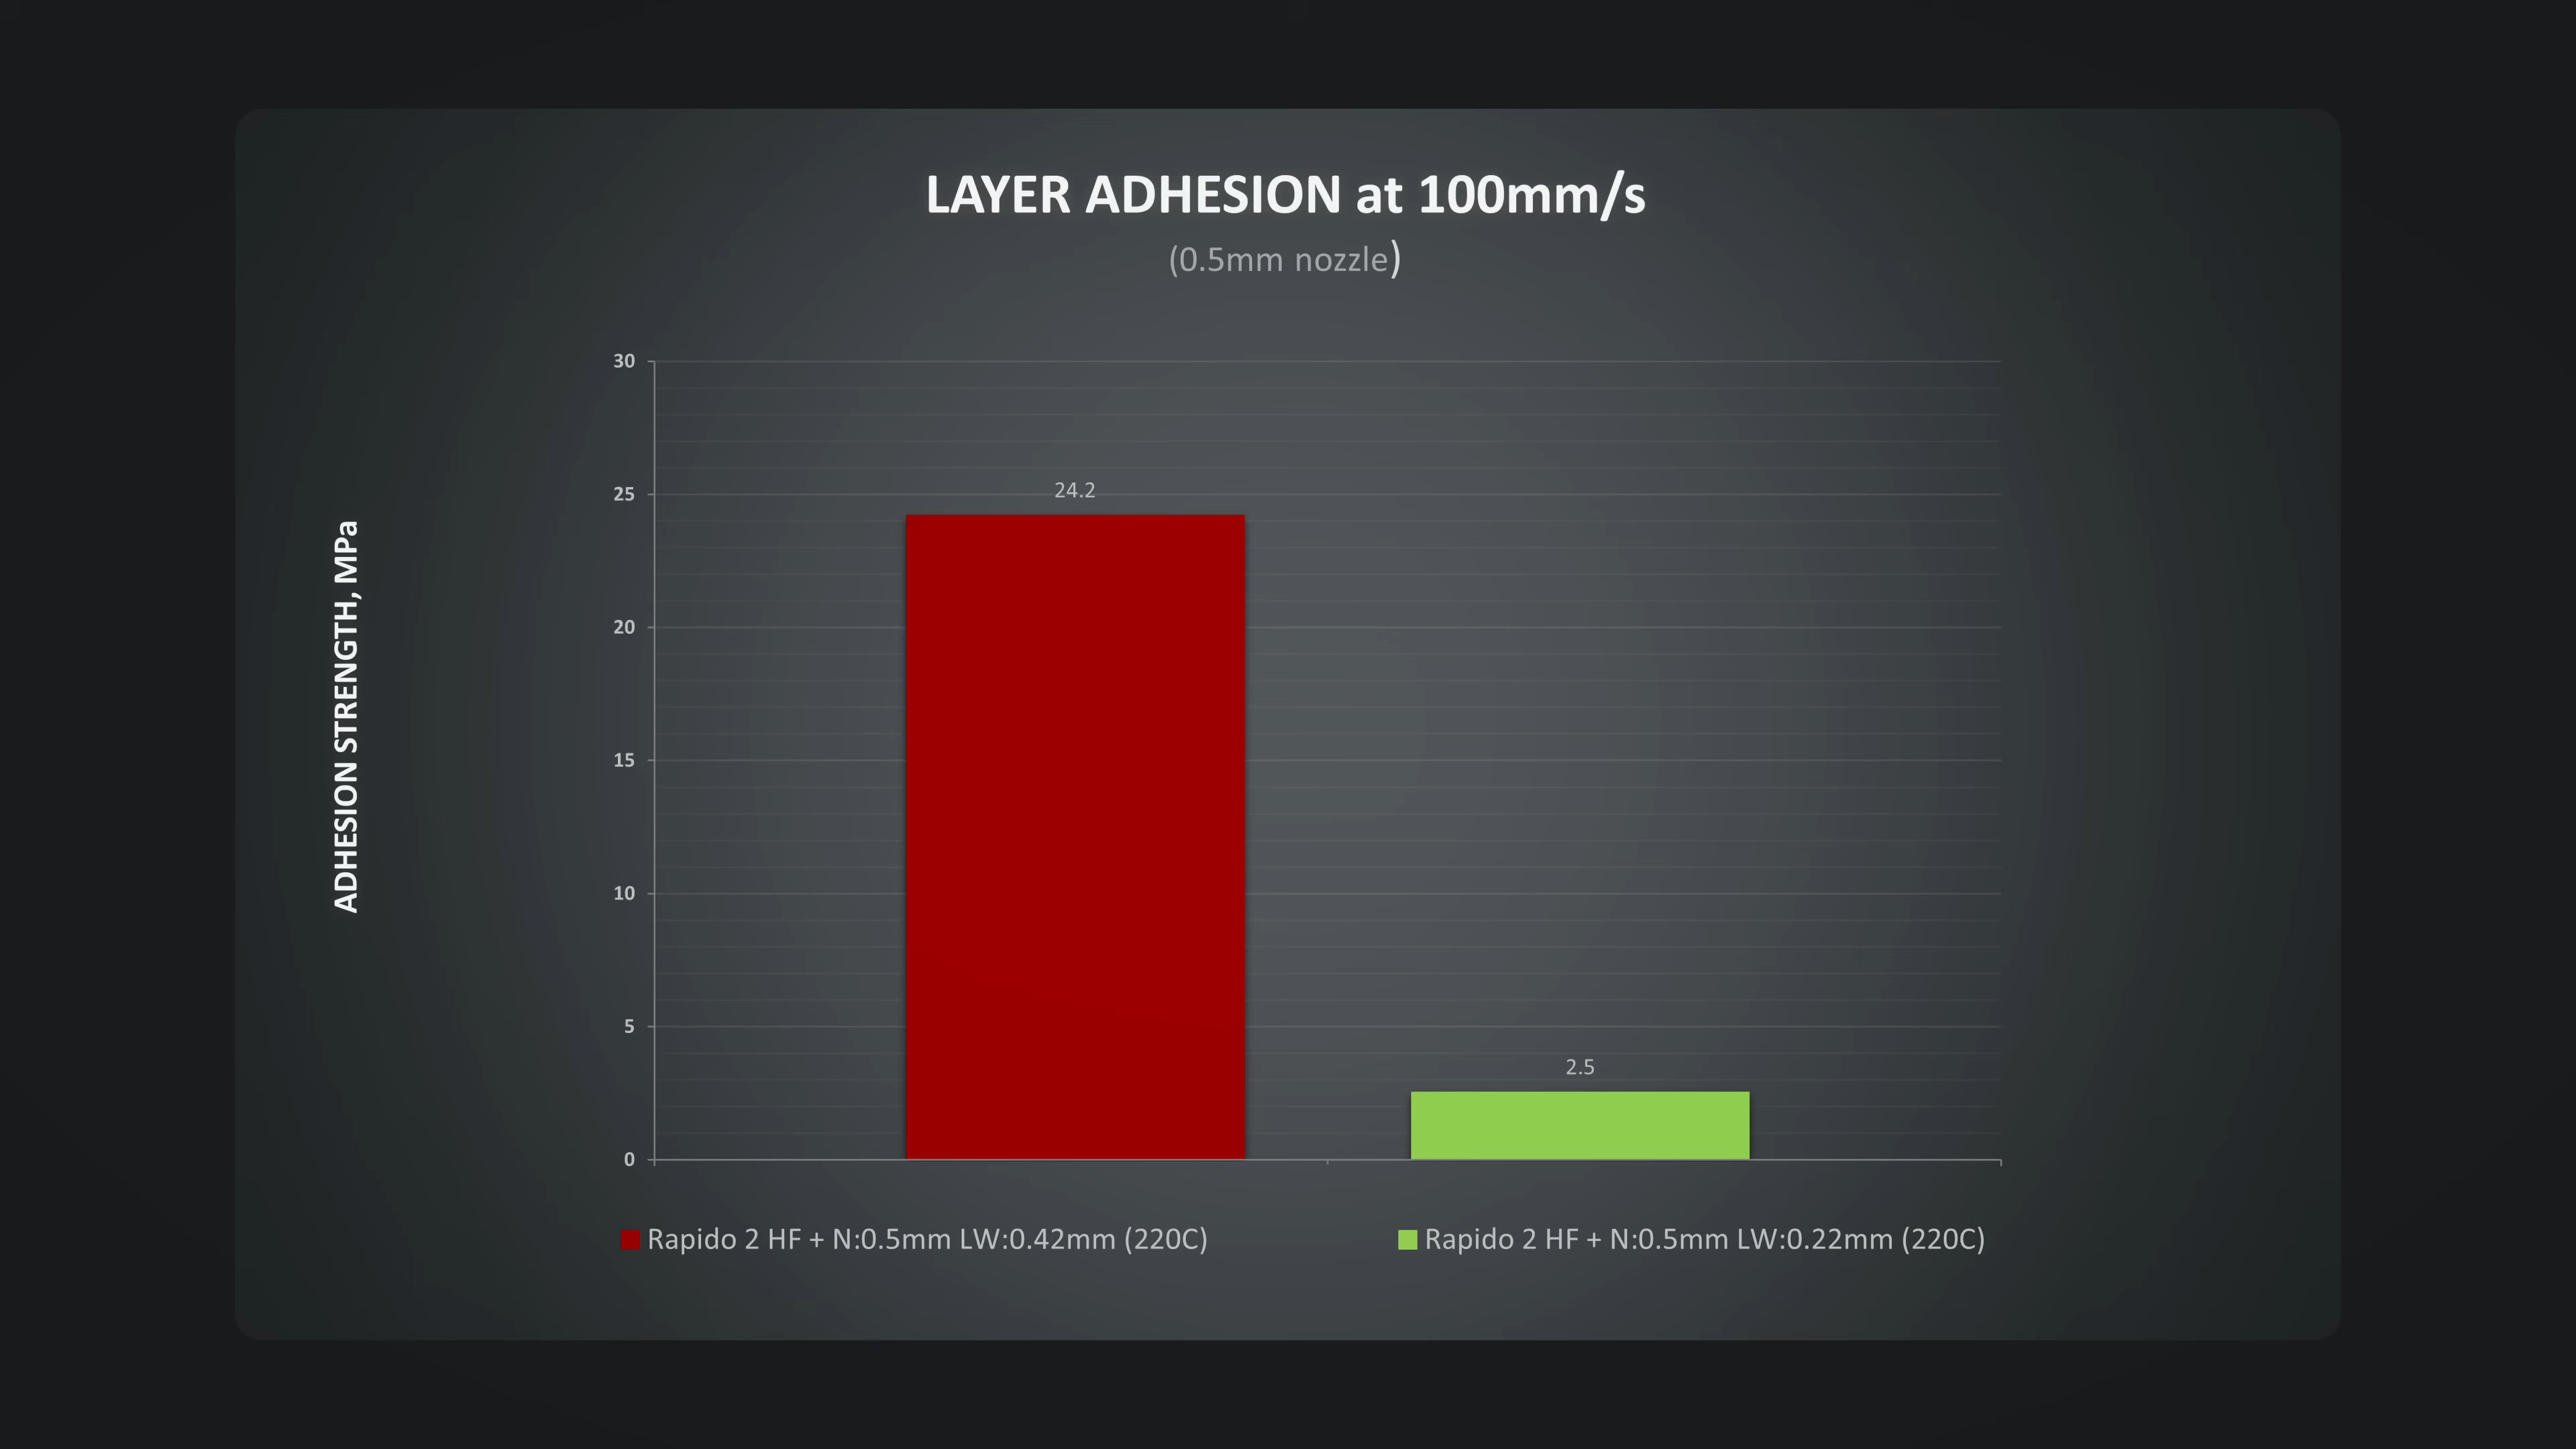 LAYER ADHESION at 100mm/s
(0.5mm nozzle)
ADHESION STRENGTH, MPa
30
25
20
15
10
5
0
24.2
2.5
Rapido 2 HF + N:0.5mm LW:0.42mm (220C)
Rapido 2 HF + N:0.5mm LW:0.22mm (220C)